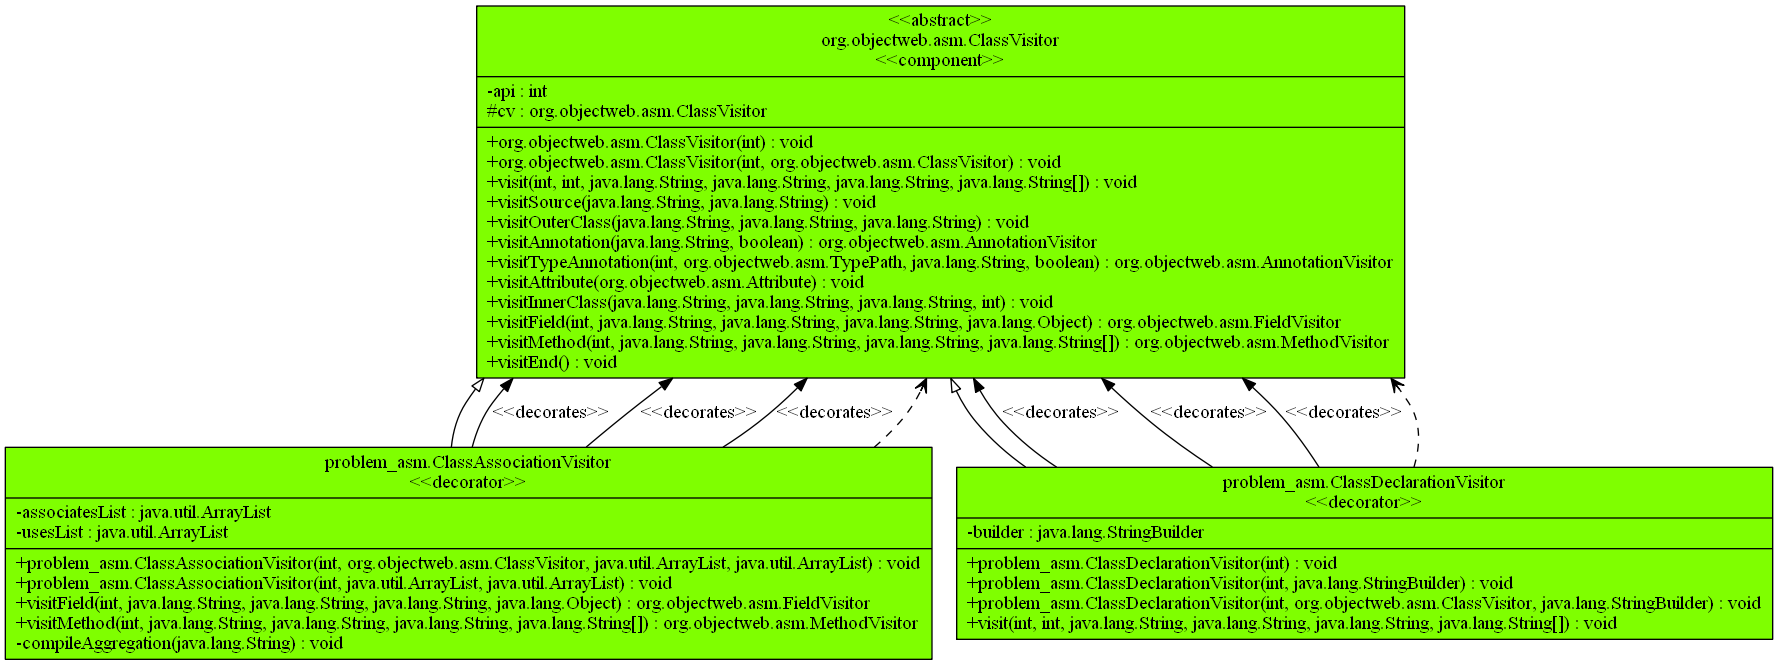 <<abstract>>
org.objectweb.asm.ClassVisitor
<<component>>
-api : int
#cv : org.objectweb.asm.ClassVisitor
+org.objectweb.asm.ClassVisitor(int) : void
+org.objectweb.asm.ClassVisitor(int, org.objectweb.asm.ClassVisitor) : void
+visit(int, int, java.lang.String, java.lang.String, java.lang.String, java.lang.String[]) : void
+visitSource(java.lang.String, java.lang.String) : void
+visitOuterClass(java.lang.String, java.lang.String, java.lang.String) : void
+visitAnnotation(java.lang.String, boolean) : org.objectweb.asm.AnnotationVisitor
+visitTypeAnnotation(int, org.objectweb.asm.TypePath, java.lang.String, boolean) : org.objectweb.asm.AnnotationVisitor
+visitAttribute(org.objectweb.asm.Attribute) : void
+visitInnerClass(java.lang.String, java.lang.String, java.lang.String, int) : void
+visitField(int, java.lang.String, java.lang.String, java.lang.String, java.lang.Object) : org.objectweb.asm.FieldVisitor
+visitMethod(int, java.lang.String, java.lang.String, java.lang.String, java.lang.String[]) : org.objectweb.asm.MethodVisitor
+visitEnd() : void
<<decorates>>
<<decorates>>
<<decorates>>
<<decorates>>
<<decorates>>
<<decorates>>
problem_asm.ClassAssociationVisitor
<<decorator>>
-associatesList : java.util.ArrayList
-usesList : java.util.ArrayList
+problem_asm.ClassAssociationVisitor(int, org.objectweb.asm.ClassVisitor, java.util.ArrayList, java.util.ArrayList) : void
+problem_asm.ClassAssociationVisitor(int, java.util.ArrayList, java.util.ArrayList) : void
+visitField(int, java.lang.String, java.lang.String, java.lang.String, java.lang.Object) : org.objectweb.asm.FieldVisitor
+visitMethod(int, java.lang.String, java.lang.String, java.lang.String, java.lang.String[]) : org.objectweb.asm.MethodVisitor
-compileAggregation(java.lang.String) : void
problem_asm.ClassDeclarationVisitor
<<decorator>>
-builder : java.lang.StringBuilder
+problem_asm.ClassDeclarationVisitor(int) : void
+problem_asm.ClassDeclarationVisitor(int, java.lang.StringBuilder) : void
+problem_asm.ClassDeclarationVisitor(int, org.objectweb.asm.ClassVisitor, java.lang.StringBuilder) : void
+visit(int, int, java.lang.String, java.lang.String, java.lang.String, java.lang.String[]) : void